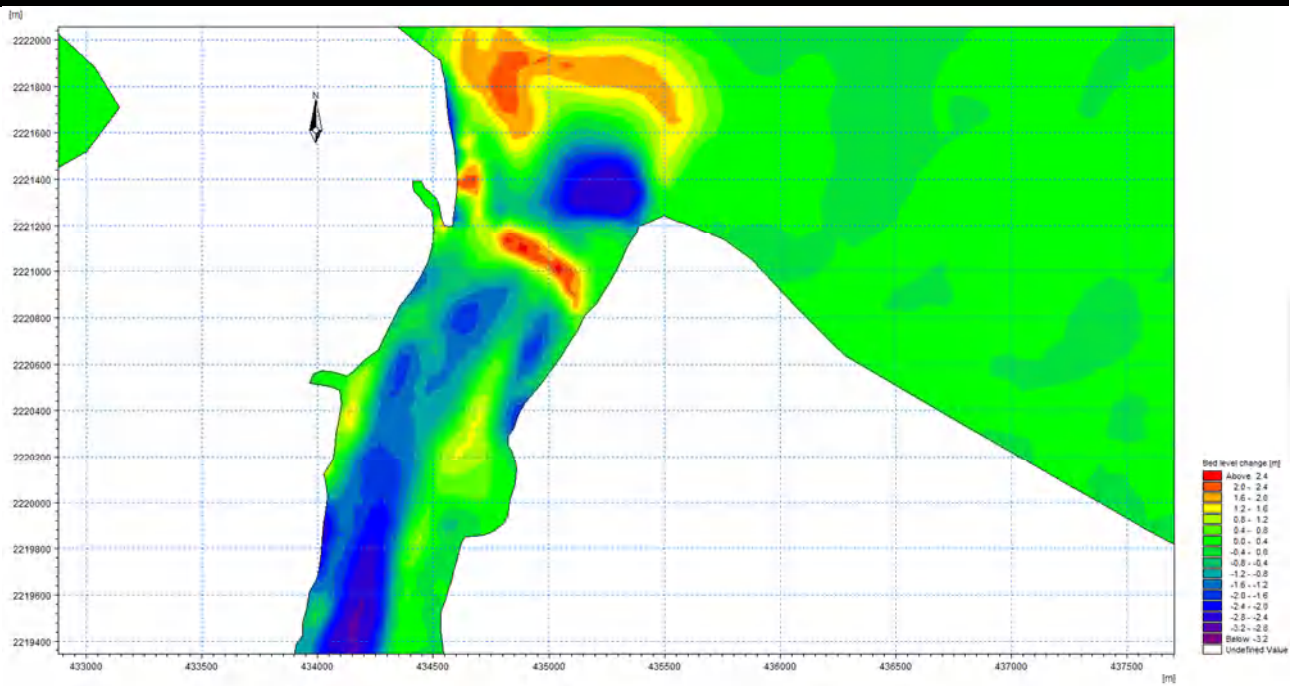 [m]
2222000
2221800
2221600
2221400
2221200
2221000
2220800
2220600
2220400
2220200
2220000
2219800
2219600
2219400
N
433000 433500 434000 434500 435000 435500 436000 436500 437000 437500
[m]
Bed level change [m]
Above 2.4
2.0 - 2.4
1.6 - 2.0
1.2 - 1.6
0.8 - 1.2
0.4 - 0.8
0.0 - 0.4
-0.4 - 0.0
-0.8 - -0.4
-1.2 - -0.8
-1.6 - -1.2
-2.0 - -1.6
-2.4 - -2.0
-2.8 - -2.4
-3.2 - -2.8
Below -3.2
Undefined Value